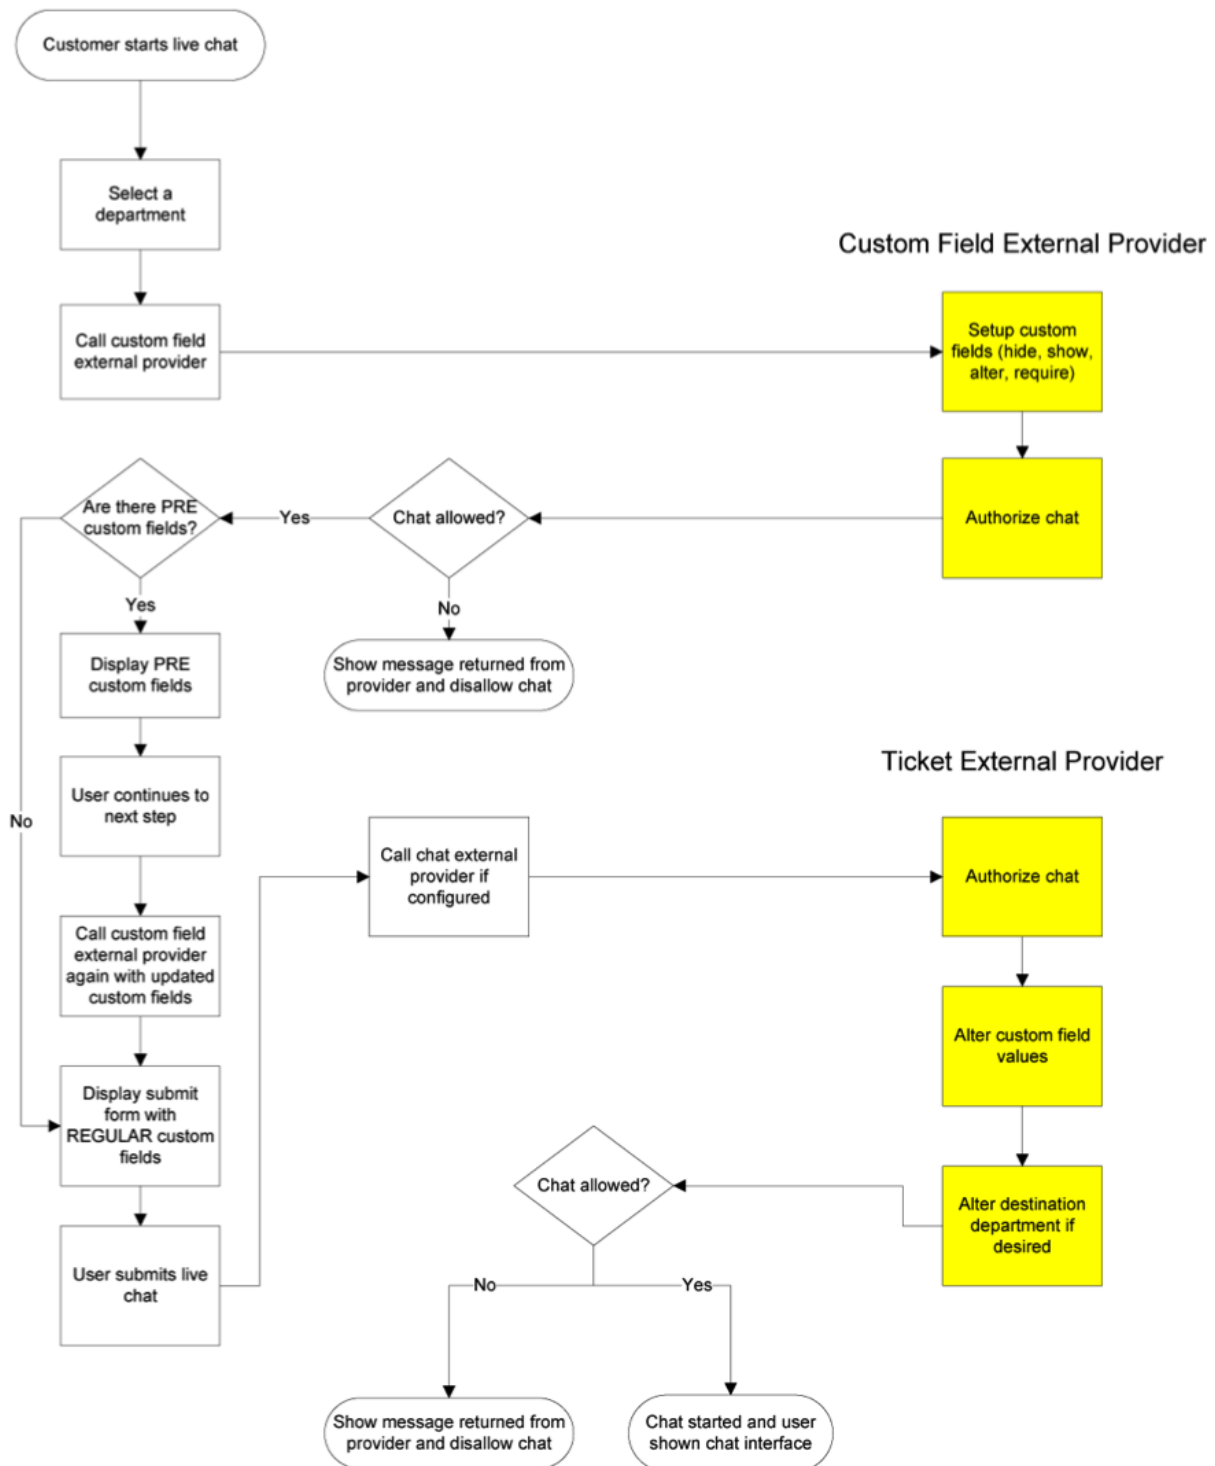 Customer starts live chat
Select a
department
Custom Field External Provider
Call custom field
external provider
Setup custom
fields (hide, show,
alter, require)
Are there PRE
custom fields?
Yes
Chat allowed?
Authorize chat
Yes
No
Display PRE
custom fields
Show message returned from
provider and disallow chat
Ticket External Provider
User continues to
next step
No
Call chat external
provider if
configured
Authorize chat
Call custom field
external provider
again with updated
custom fields
Alter custom field
values
Display submit
form with
REGULAR custom
fields
Chat allowed?
Alter destination
department if
desired
User submits live
chat
No
Yes
Show message returned from
provider and disallow chat
Chat started and user
shown chat interface